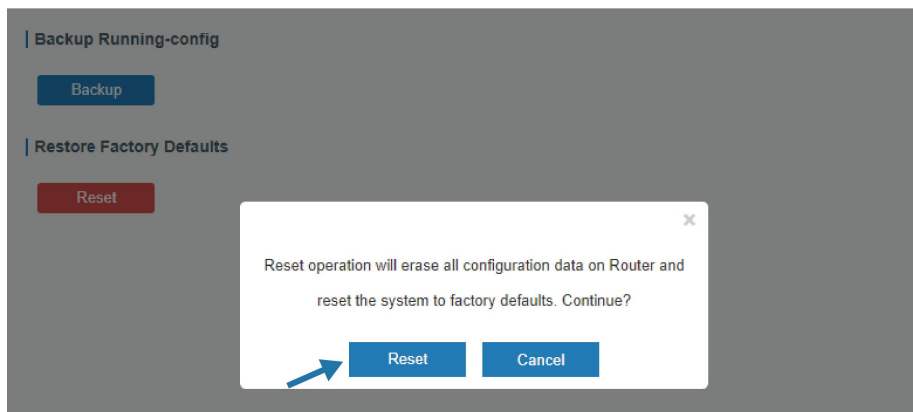 Backup Running-config
Backup
Restore Factory Defaults
Reset
×
Reset operation will erase all configuration data on Router and
reset the system to factory defaults. Continue?
Reset Cancel